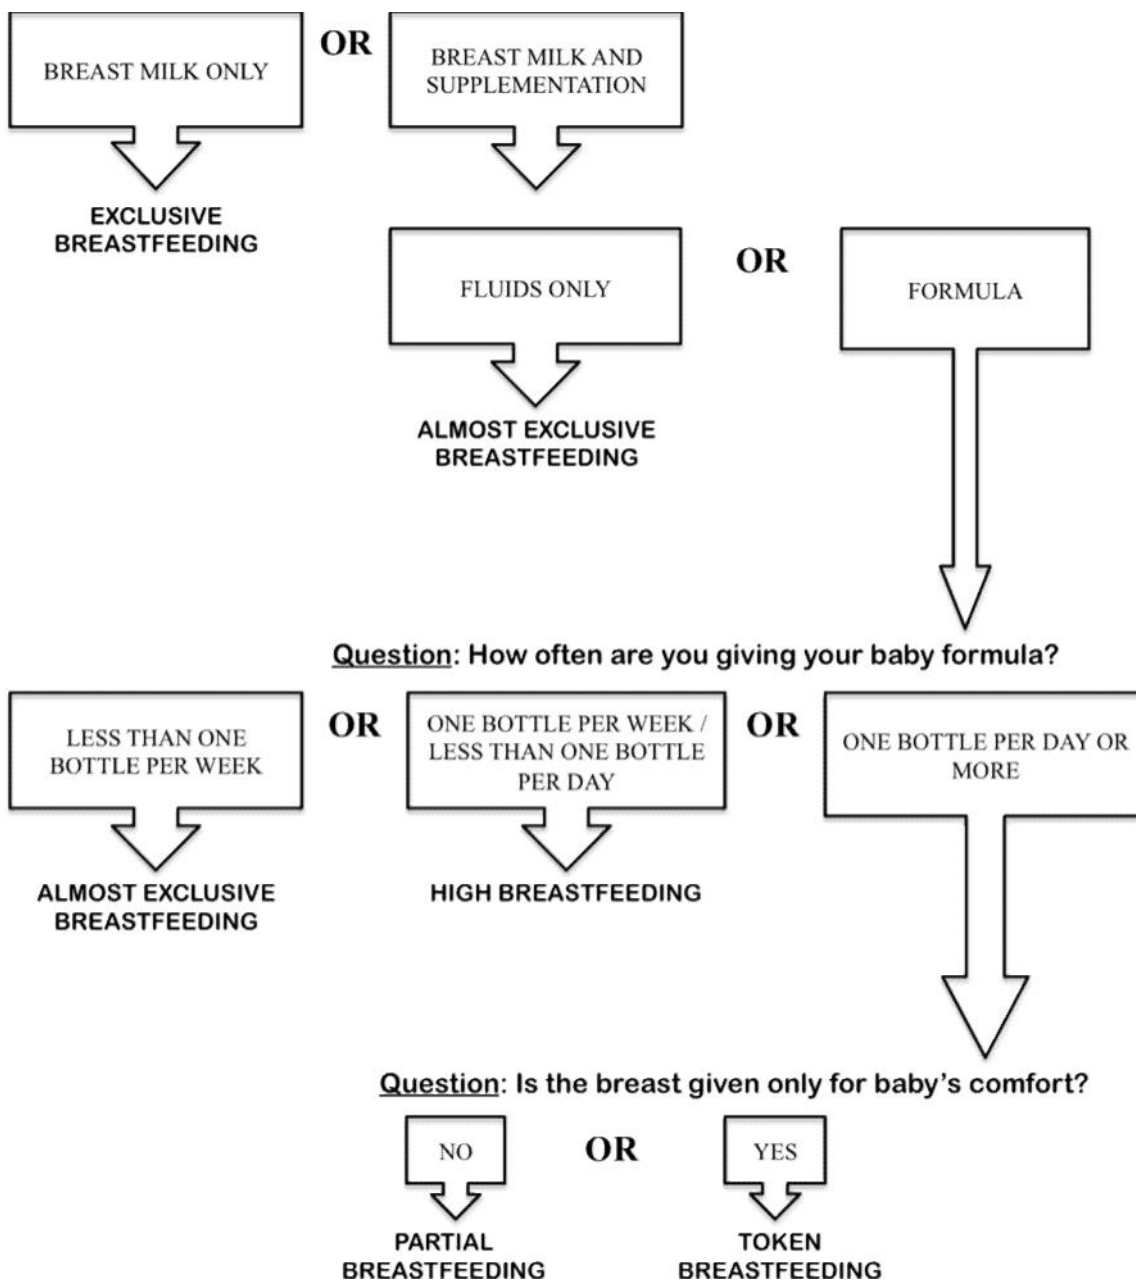 BREAST MILK ONLY
OR
BREAST MILK AND
SUPPLEMENTATION
EXCLUSIVE
BREASTFEEDING
FLUIDS ONLY
OR
FORMULA
ALMOST EXCLUSIVE
BREASTFEEDING
Question: How often are you giving your baby formula?
LESS THAN ONE
BOTTLE PER WEEK
OR
ONE BOTTLE PER WEEK /
LESS THAN ONE BOTTLE
PER DAY
OR
ONE BOTTLE PER DAY OR
MORE
ALMOST EXCLUSIVE
BREASTFEEDING
HIGH BREASTFEEDING
Question: Is the breast given only for baby's comfort?
NO
OR
YES
PARTIAL
BREASTFEEDING
TOKEN
BREASTFEEDING